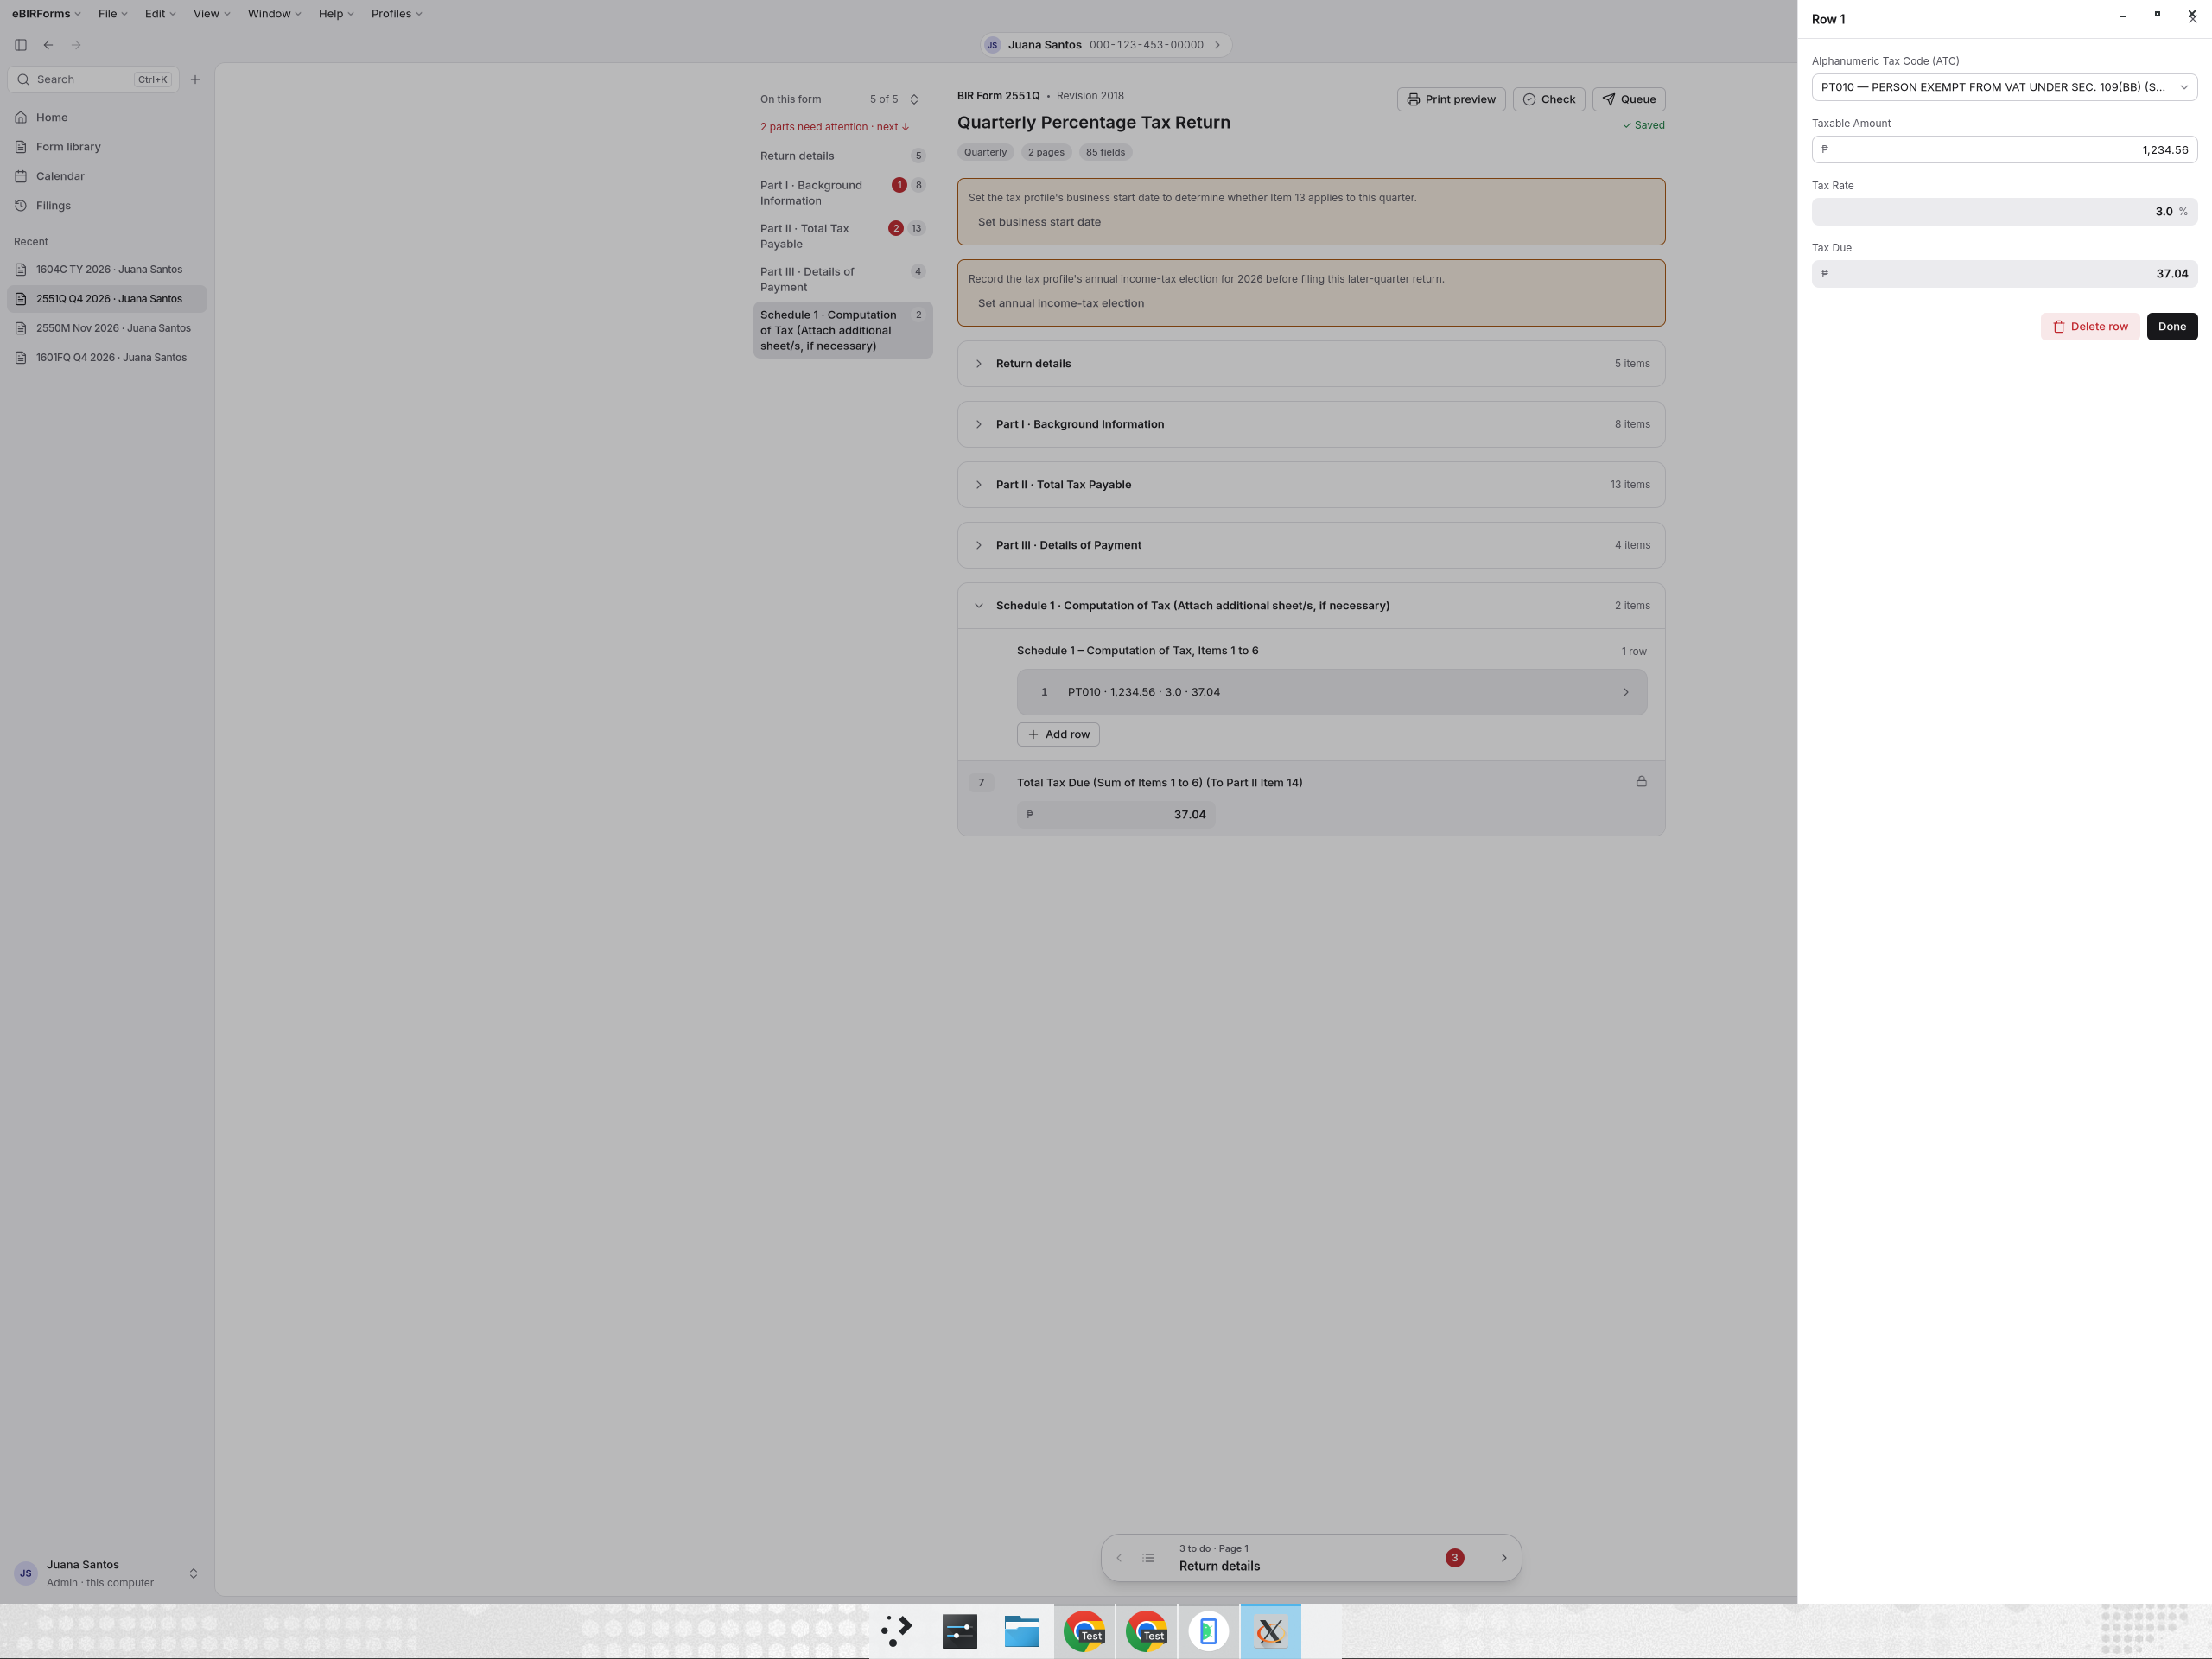 eBIRForms File Edit View Window Help Profiles
JS Juana Santos 000-123-453-00000
Search Ctrl+K
Home
Form library
Calendar
Filings
Recent
1604C TY 2026 · Juana Santos
2551Q Q4 2026 · Juana Santos
2550M Nov 2026 · Juana Santos
1601FQ Q4 2026 · Juana Santos
JS Juana Santos
Admin · this computer
On this form 5 of 5
2 parts need attention · next ↓
Return details 5
Part I · Background 1 8
Information
Part II · Total Tax 2 13
Payable
Part III · Details of 4
Payment
Schedule 1 · Computation 2
of Tax (Attach additional
sheet/s, if necessary)
BIR Form 2551Q • Revision 2018
Quarterly Percentage Tax Return
Quarterly 2 pages 85 fields
Print preview Check Queue
✓ Saved
Set the tax profile's business start date to determine whether Item 13 applies to this quarter.
Set business start date
Record the tax profile's annual income-tax election for 2026 before filing this later-quarter return.
Set annual income-tax election
Return details 5 items
Part I · Background Information 8 items
Part II · Total Tax Payable 13 items
Part III · Details of Payment 4 items
Schedule 1 · Computation of Tax (Attach additional sheet/s, if necessary) 2 items
Schedule 1 – Computation of Tax, Items 1 to 6 1 row
1 PT010 · 1,234.56 · 3.0 · 37.04
Add row
7 Total Tax Due (Sum of Items 1 to 6) (To Part II Item 14)
₱ 37.04
3 to do · Page 1
Return details 3
Row 1
Alphanumeric Tax Code (ATC)
PT010 — PERSON EXEMPT FROM VAT UNDER SEC. 109(BB) (S...
Taxable Amount
₱ 1,234.56
Tax Rate
3.0 %
Tax Due
₱ 37.04
Delete row Done
Test Test